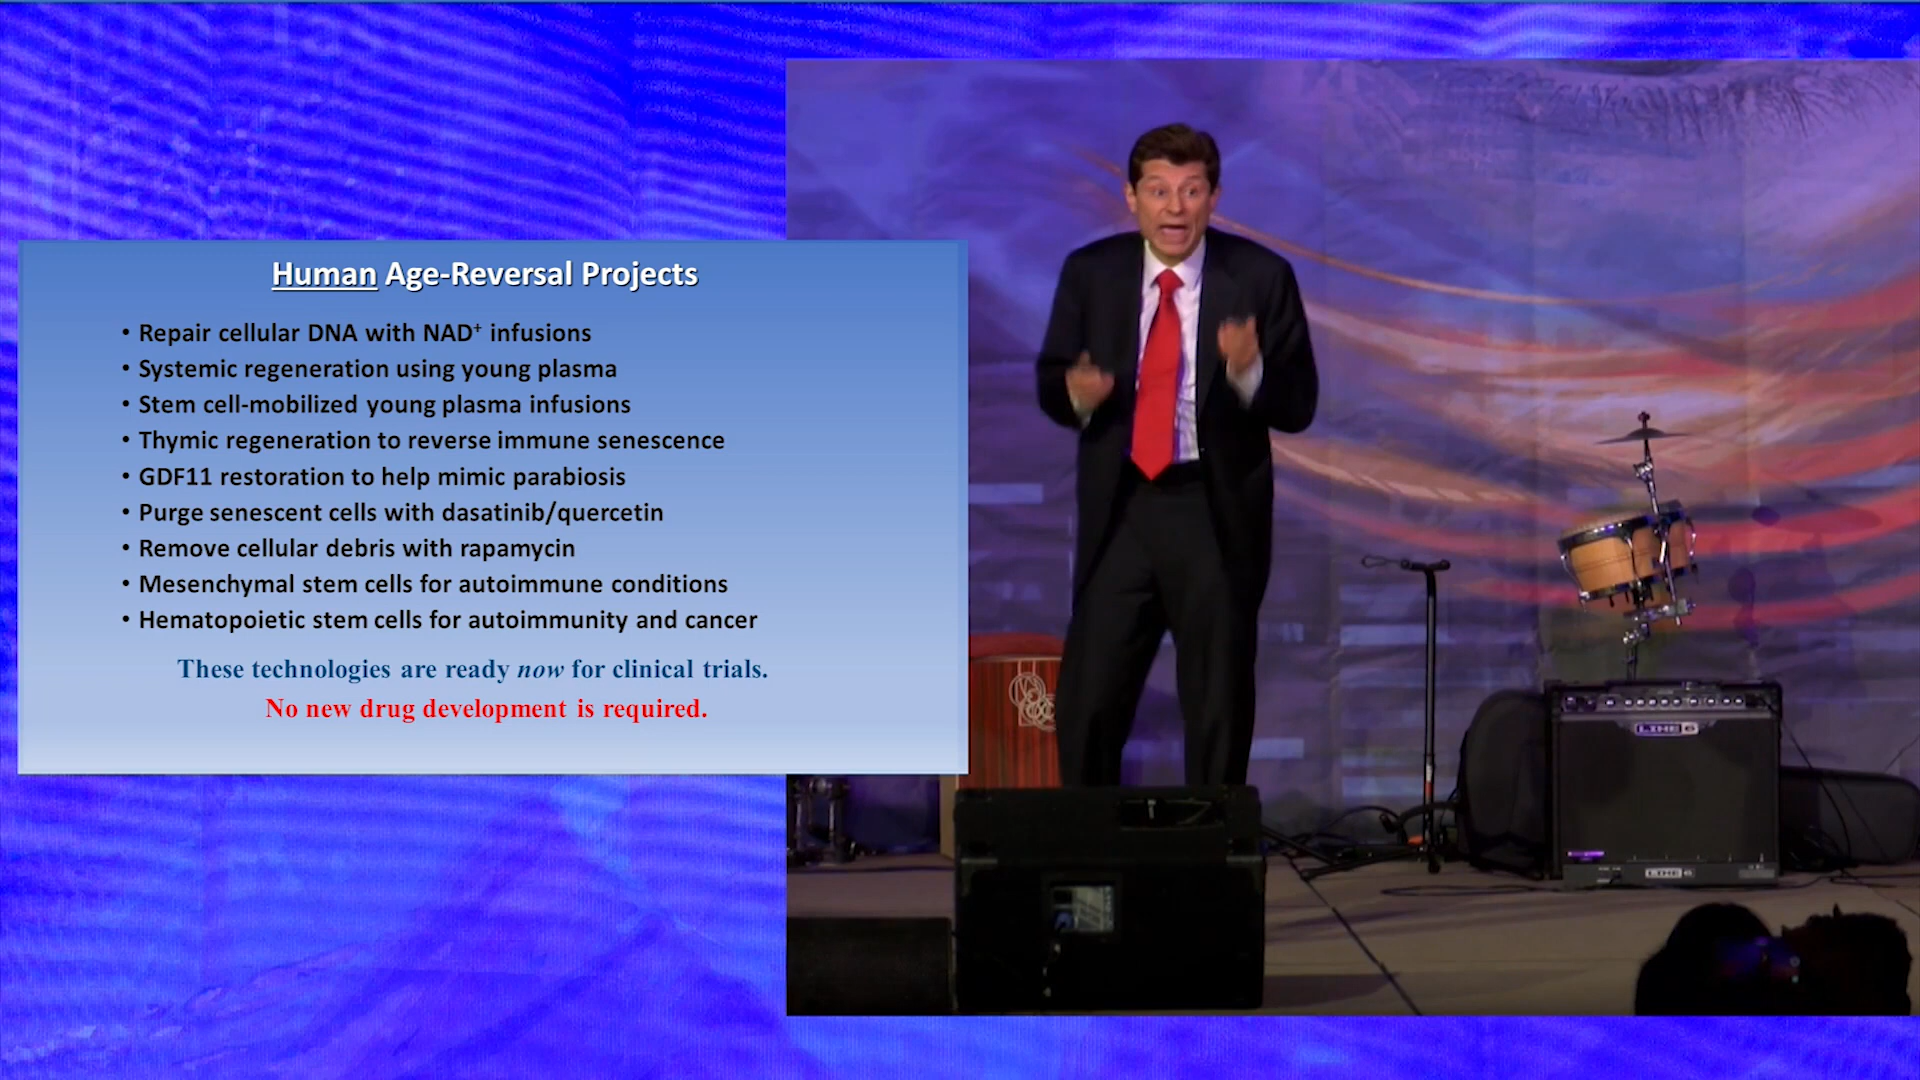 Human Age-Reversal Projects
• Repair cellular DNA with NAD⁺ infusions
• Systemic regeneration using young plasma
• Stem cell-mobilized young plasma infusions
• Thymic regeneration to reverse immune senescence
• GDF11 restoration to help mimic parabiosis
• Purge senescent cells with dasatinib/quercetin
• Remove cellular debris with rapamycin
• Mesenchymal stem cells for autoimmune conditions
• Hematopoietic stem cells for autoimmunity and cancer
These technologies are ready now for clinical trials.
No new drug development is required.
LINE 6
LINE 6